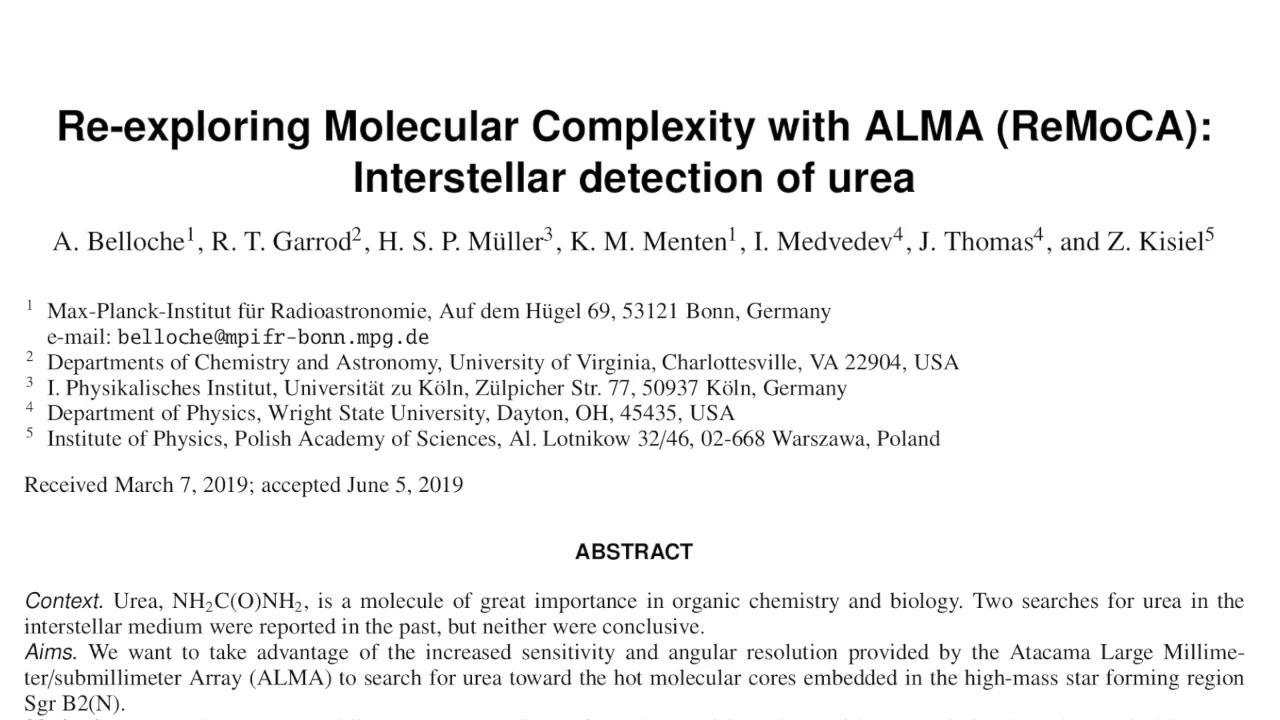 Re-exploring Molecular Complexity with ALMA (ReMoCA):
Interstellar detection of urea
A. Belloche1, R. T. Garrod2, H. S. P. Müller3, K. M. Menten1, I. Medvedev4, J. Thomas4, and Z. Kisiel5
1 Max-Planck-Institut für Radioastronomie, Auf dem Hügel 69, 53121 Bonn, Germany
e-mail: belloche@mpifr-bonn.mpg.de
2 Departments of Chemistry and Astronomy, University of Virginia, Charlottesville, VA 22904, USA
3 I. Physikalisches Institut, Universität zu Köln, Zülpicher Str. 77, 50937 Köln, Germany
4 Department of Physics, Wright State University, Dayton, OH, 45435, USA
5 Institute of Physics, Polish Academy of Sciences, Al. Lotnikow 32/46, 02-668 Warszawa, Poland
Received March 7, 2019; accepted June 5, 2019
ABSTRACT
Context. Urea, NH2C(O)NH2, is a molecule of great importance in organic chemistry and biology. Two searches for urea in the
interstellar medium were reported in the past, but neither were conclusive.
Aims. We want to take advantage of the increased sensitivity and angular resolution provided by the Atacama Large Millime-
ter/submillimeter Array (ALMA) to search for urea toward the hot molecular cores embedded in the high-mass star forming region
Sgr B2(N).